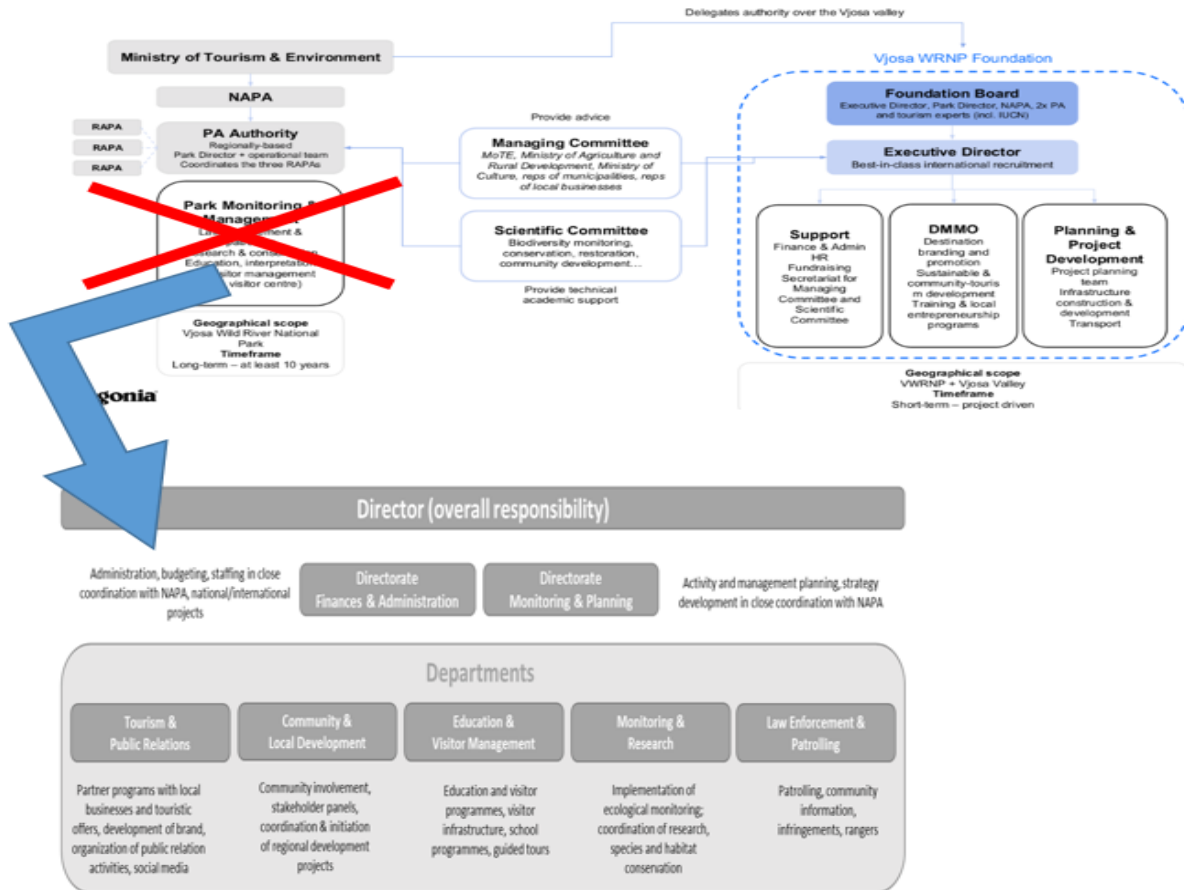 Delegates authority over the Vjosa valley
Ministry of Tourism & Environment
NAPA
RAPA
RAPA
RAPA
PA Authority
Regionally-based
Park Director + operational team
Coordinates the three RAPAs
Park Monitoring &
Management
Education, interpretation
visitor management
visitor centre)
Geographical scope
Vjosa Wild River National
Park
Timeframe
Long-term – at least 10 years
gonia
Provide advice
Managing Committee
MoTE, Ministry of Agriculture and
Rural Development, Ministry of
Culture, reps of municipalities, reps
of local businesses
Scientific Committee
Biodiversity monitoring,
conservation, restoration,
community development…
Provide technical
academic support
Vjosa WRNP Foundation
Foundation Board
Executive Director, Park Director, NAPA, 2x PA
and tourism experts (incl. IUCN)
Executive Director
Best-in-class international recruitment
Support
Finance & Admin
HR
Fundraising
Secretariat for
Managing
Committee and
Scientific
Committee
DMMO
Destination
branding and
promotion
Sustainable &
community-touris
m development
Training & local
entrepreneurship
programs
Planning &
Project
Development
Project planning
team
Infrastructure
construction &
development
Transport
Geographical scope
VWRNP + Vjosa Valley
Timeframe
Short-term – project driven
Director (overall responsibility)
Administration, budgeting, staffing in close
coordination with NAPA, national/international
projects
Directorate
Finances & Administration
Directorate
Monitoring & Planning
Activity and management planning, strategy
development in close coordination with NAPA
Departments
Tourism &
Public Relations
Partner programs with local
businesses and touristic
offers, development of brand,
organization of public relation
activities, social media
Community &
Local Development
Community involvement,
stakeholder panels,
coordination & initiation
of regional development
projects
Education &
Visitor Management
Education and visitor
programmes, visitor
infrastructure, school
programmes, guided tours
Monitoring &
Research
Implementation of
ecological monitoring;
coordination of research,
species and habitat
conservation
Law Enforcement &
Patrolling
Patrolling, community
information,
infringements, rangers